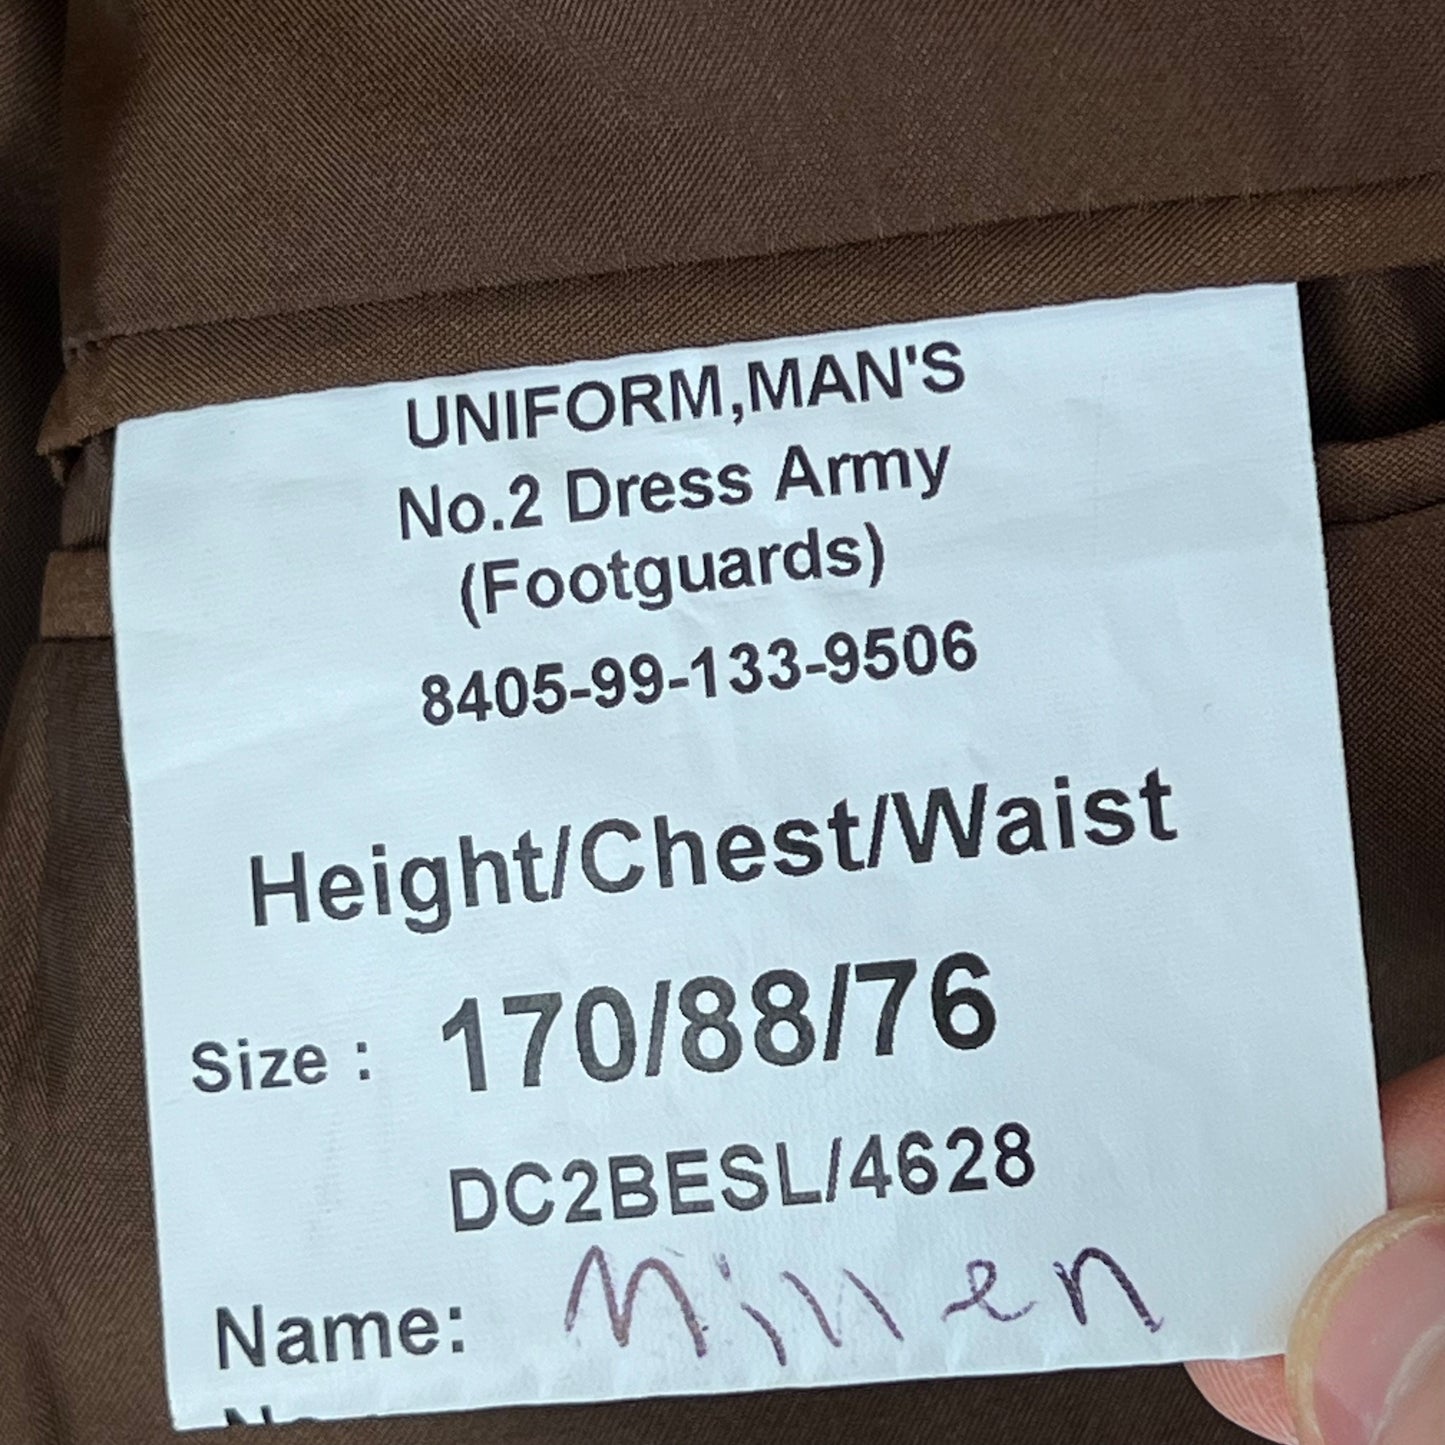 UNIFORM,MAN'S
No.2 Dress Army
(Footguards)
8405-99-133-9506
Height/Chest/Waist
Size : 170/88/76
DC2BESL/4628
Name: Millen